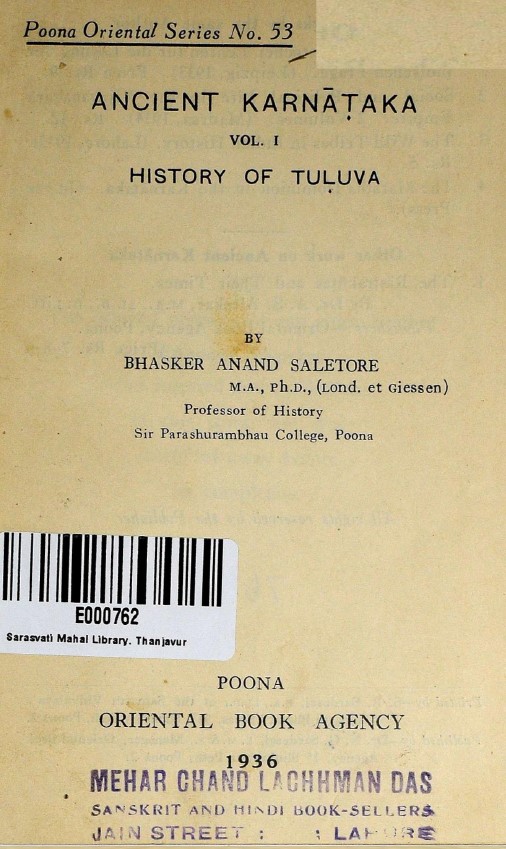 Poona Oriental Series No. 53
ANCIENT KARNĀṬAKA
VOL. I
HISTORY OF TUḶUVA
BY
BHASKER ANAND SALETORE
M.A., Ph.D., (Lond. et Giessen)
Professor of History
Sir Parashurambhau College, Poona
E000762
Sarasvati Mahal Library. Thanjavur
POONA
ORIENTAL BOOK AGENCY
1936
MEHAR CHAND LACHHMAN DAS
SANSKRIT AND HINDI BOOK-SELLERS
JAIN STREET : : LAHORE